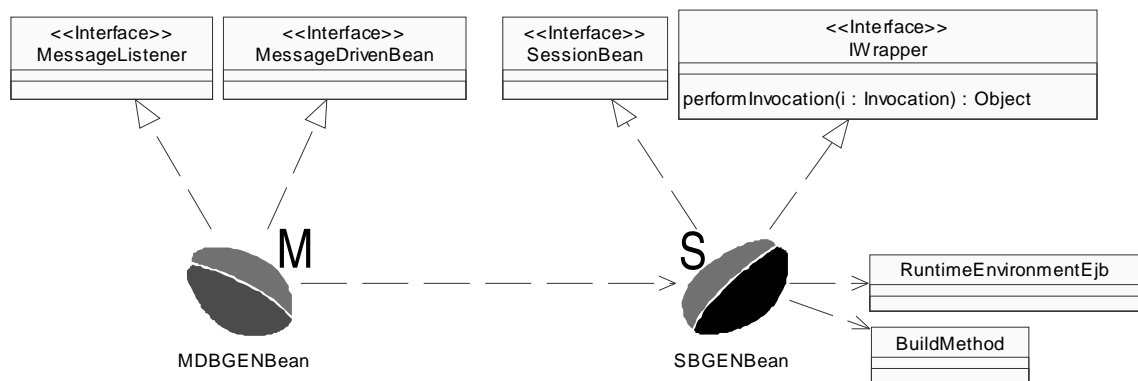 <<Interface>>
MessageListener
<<Interface>>
MessageDrivenBean
<<Interface>>
SessionBean
<<Interface>>
IWrapper
performInvocation(i : Invocation) : Object
M
S
MDBGENBean
SBGENBean
RuntimeEnvironmentEjb
BuildMethod